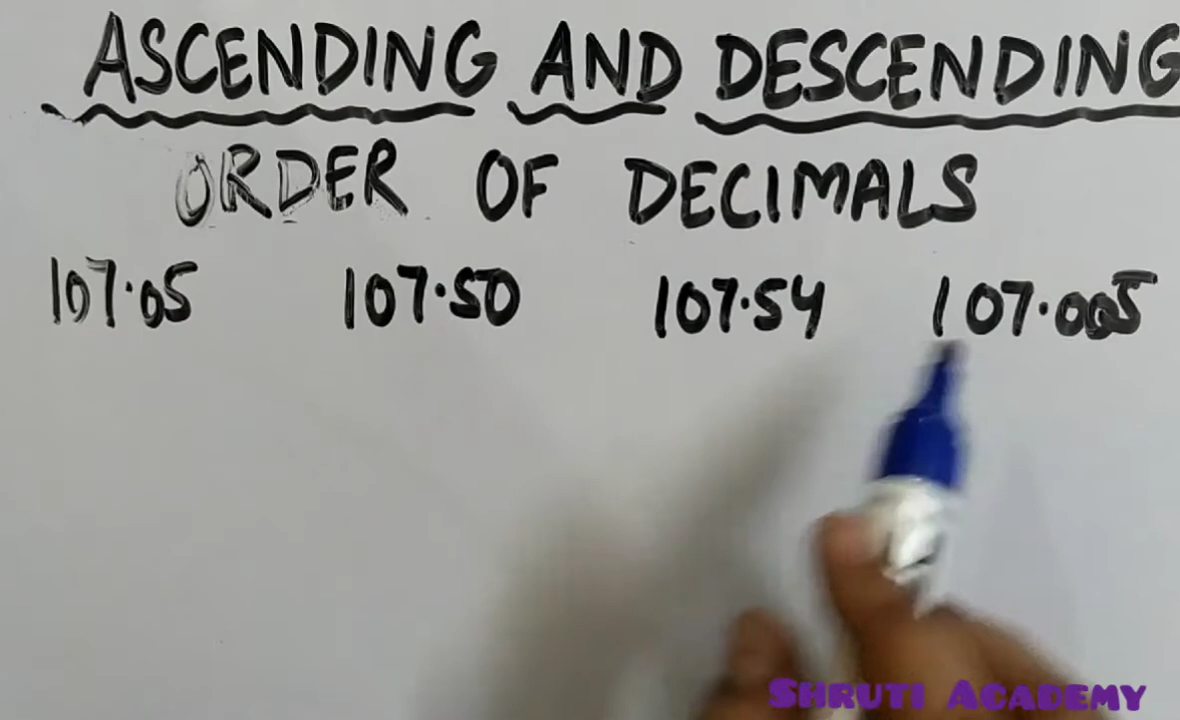 ASCENDING AND DESCENDING
ORDER OF DECIMALS
107.05 107.50 107.54 107.005
SHRUTI ACADEMY